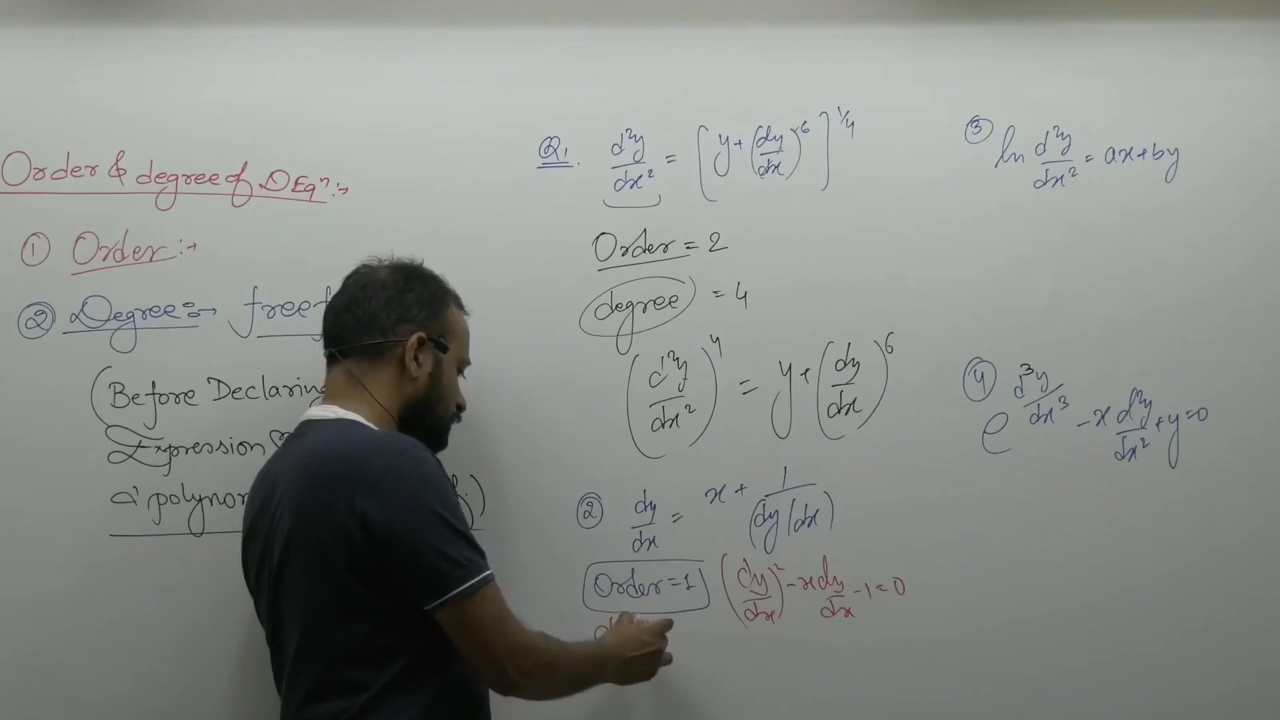 Order & degree of DEqⁿ:-
① Order:-
② Degree:- free
(Before Declaring
Expression
a polynom
Q1. d²y/dx² = [y+(dy/dx)⁶]^1/4
Order = 2
degree = 4
(d²y/dx²)⁴ = y+(dy/dx)⁶
② dy/dx = x + 1/(dy/dx)
Order=1 (dy/dx)² - x dy/dx - 1 = 0
③ ln d²y/dx² = ax+by
④ e^(d³y/dx³) - x d²y/dx² + y = 0